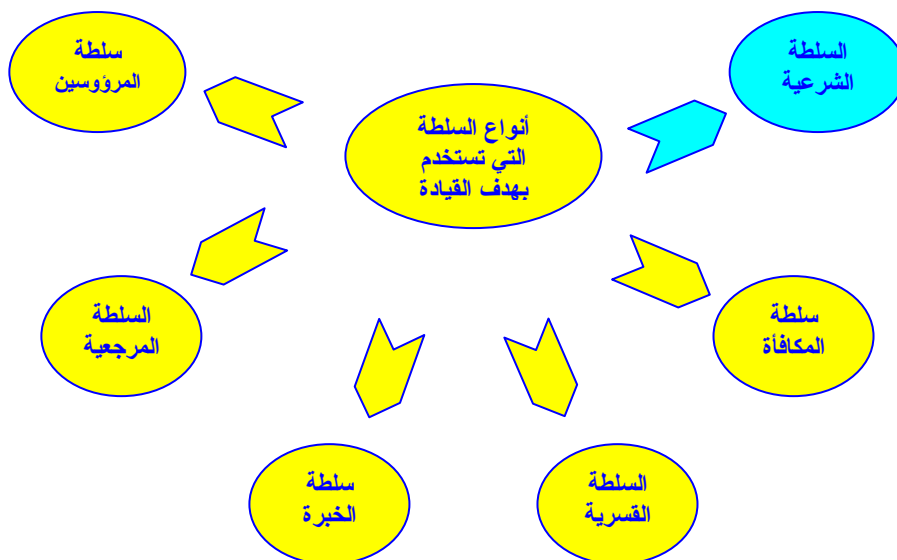 السلطة
الشرعية
سلطة
المرؤوسين
أنواع السلطة
التي تستخدم
بهدف القيادة
السلطة
المرجعية
سلطة
المكافأة
سلطة
الخبرة
السلطة
القسرية